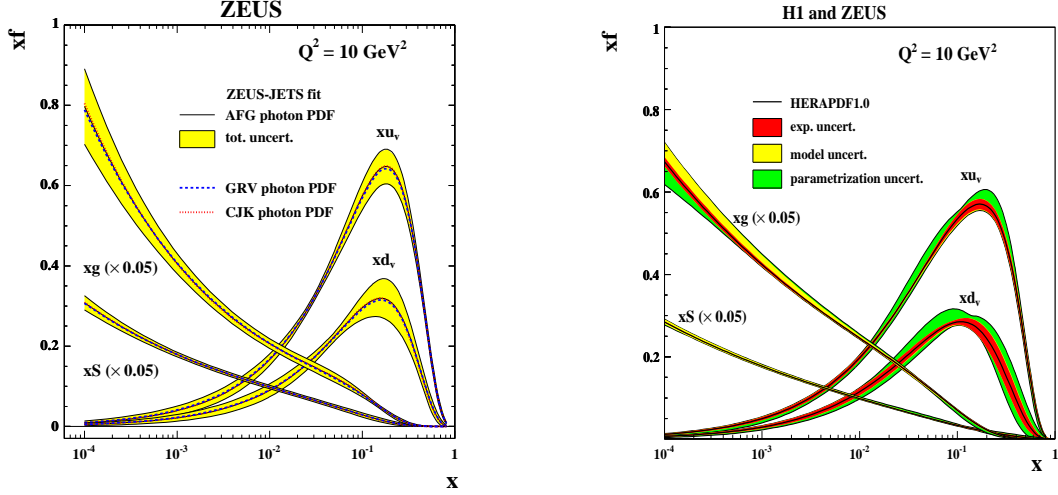 ZEUS
xf
1
0.8
0.6
0.4
0.2
0
Q² = 10 GeV²
ZEUS-JETS fit
AFG photon PDF
tot. uncert.
GRV photon PDF
CJK photon PDF
xuᵥ
xdᵥ
xg (× 0.05)
xS (× 0.05)
10⁻⁴
10⁻³
10⁻²
10⁻¹
1
x
H1 and ZEUS
xf
1
0.8
0.6
0.4
0.2
Q² = 10 GeV²
HERAPDF1.0
exp. uncert.
model uncert.
parametrization uncert.
xuᵥ
xg (× 0.05)
xdᵥ
xS (× 0.05)
10⁻⁴
10⁻³
10⁻²
10⁻¹
1
x